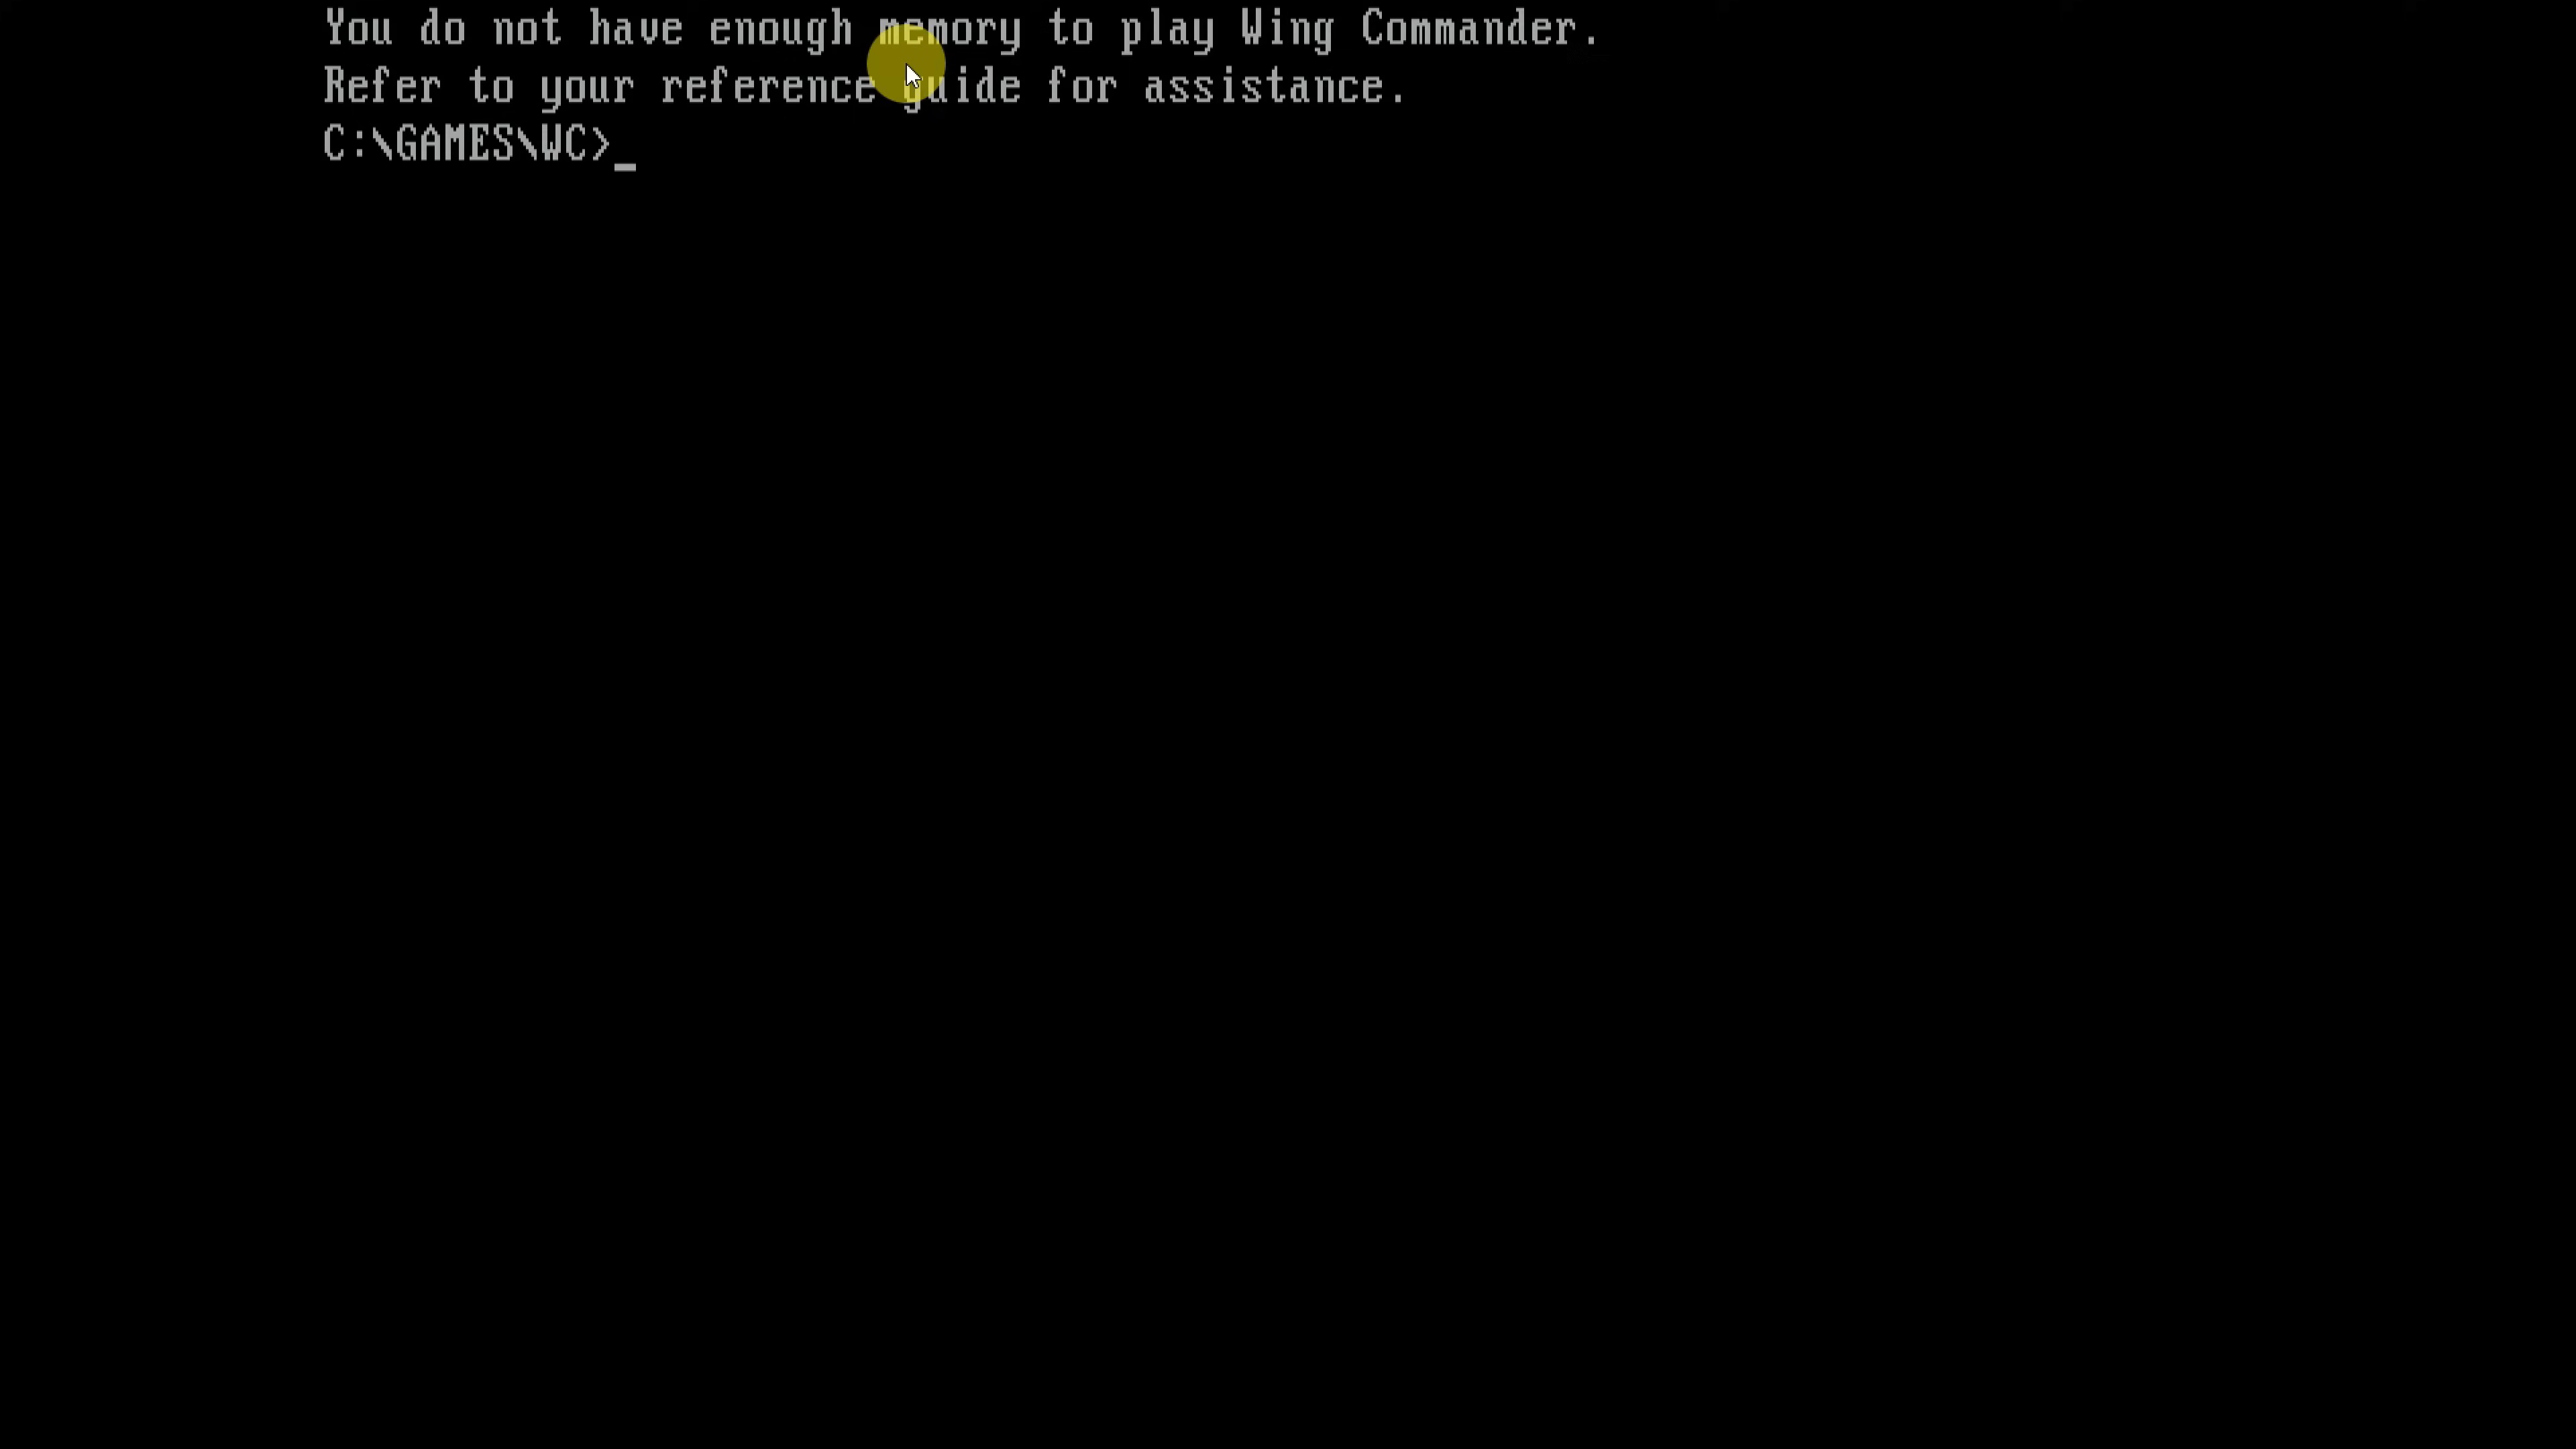 You do not have enough memory to play Wing Commander.
Refer to your reference guide for assistance.
C:\GAMES\WC>_